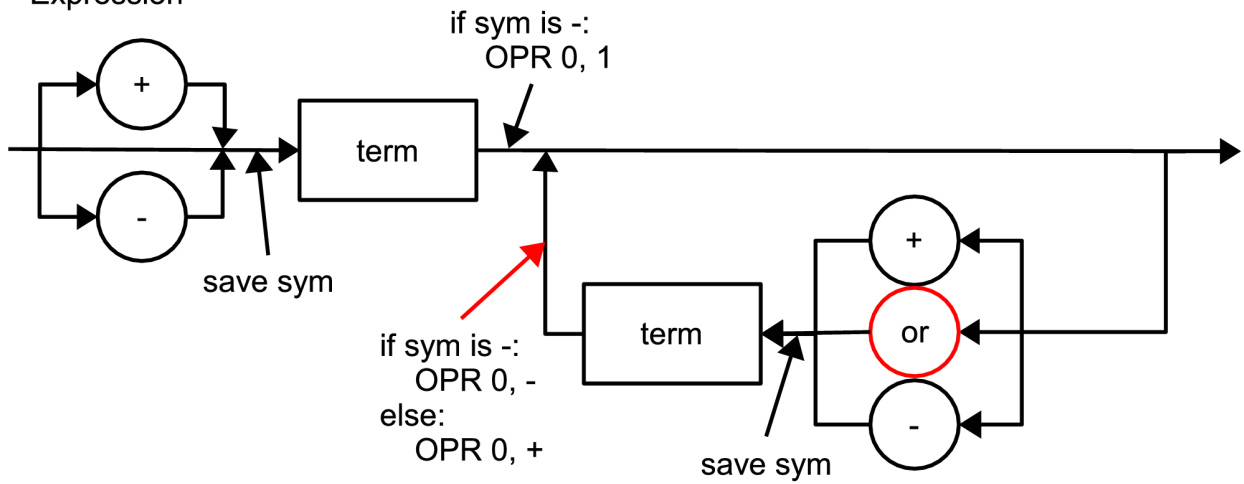 Expression
if sym is -:
OPR 0, 1
+
term
-
save sym
+
or
term
-
if sym is -:
OPR 0, -
else:
OPR 0, +
save sym